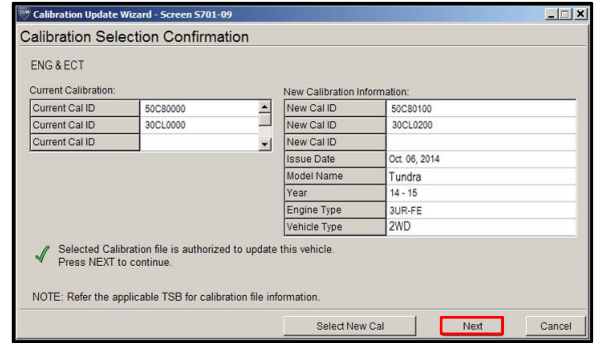 Calibration Update Wizard - Screen S701-09
Calibration Selection Confirmation
ENG & ECT
Current Calibration:
Current Cal ID 50C80000
Current Cal ID 30CL0000
Current Cal ID
New Calibration Information:
New Cal ID 50C80100
New Cal ID 30CL0200
New Cal ID
Issue Date Oct. 06, 2014
Model Name Tundra
Year 14 - 15
Engine Type 3UR-FE
Vehicle Type 2WD
Selected Calibration file is authorized to update this vehicle.
Press NEXT to continue.
NOTE: Refer the applicable TSB for calibration file information.
Select New Cal Next Cancel